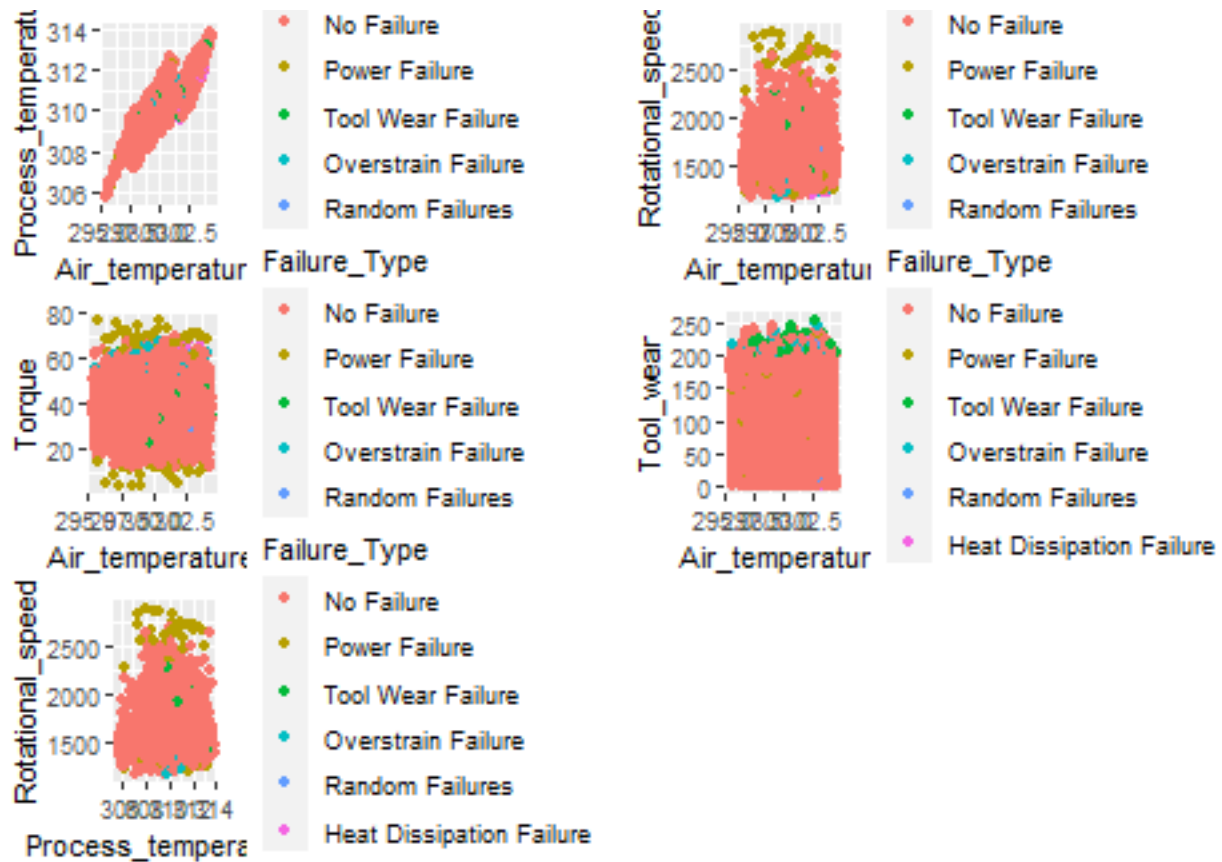 Process_temperatu
314
312
310
308
306
Air_temperatur
No Failure
Power Failure
Tool Wear Failure
Overstrain Failure
Random Failures
Rotational_speed
2500
2000
1500
Air_temperatur
No Failure
Power Failure
Tool Wear Failure
Overstrain Failure
Random Failures
Torque
80
60
40
20
Air_temperature
Failure_Type
No Failure
Power Failure
Tool Wear Failure
Overstrain Failure
Random Failures
Tool_wear
250
200
150
100
50
0
Air_temperatur
Failure_Type
No Failure
Power Failure
Tool Wear Failure
Overstrain Failure
Random Failures
Heat Dissipation Failure
Rotational_speed
2500
2000
1500
Process_tempera
Failure_Type
No Failure
Power Failure
Tool Wear Failure
Overstrain Failure
Random Failures
Heat Dissipation Failure